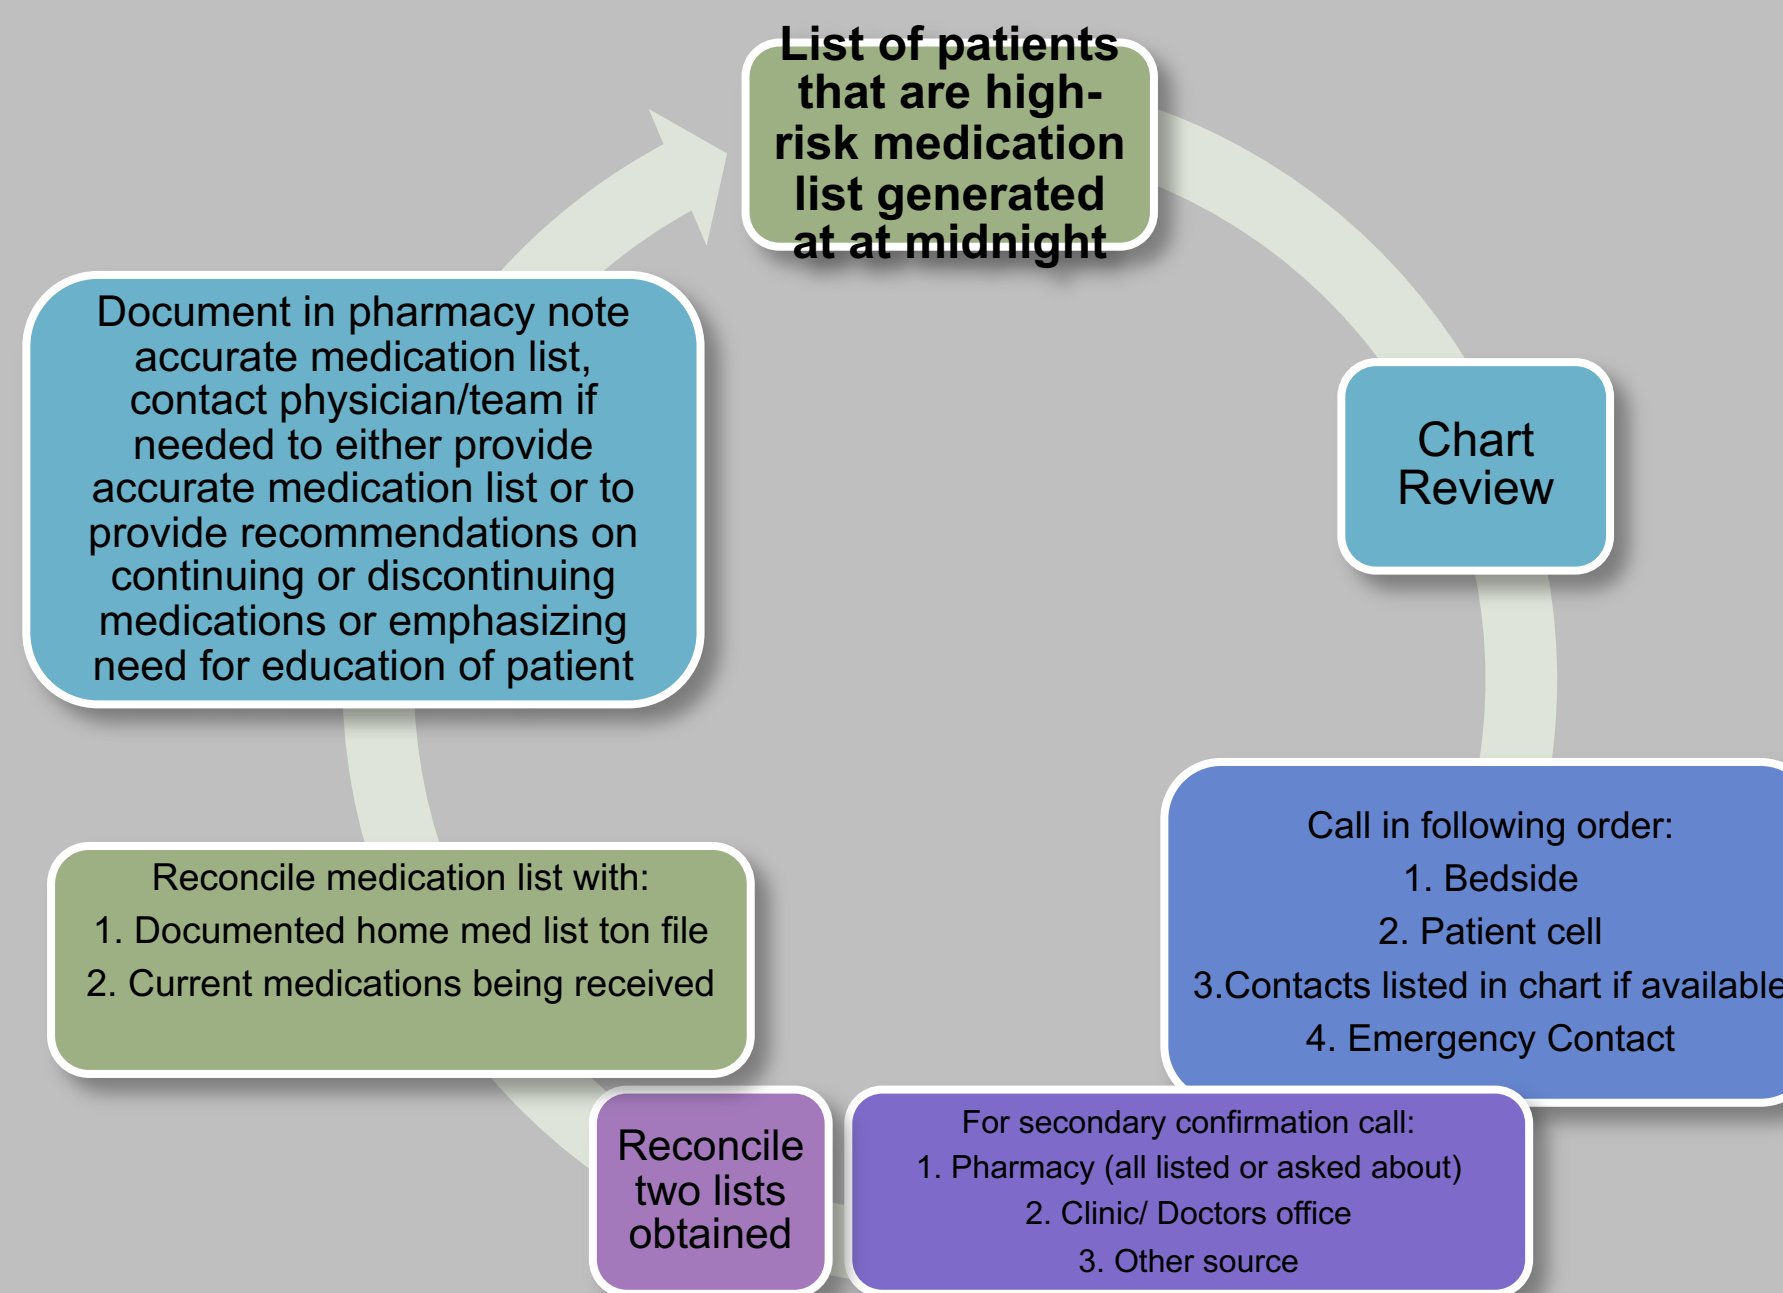 List of patients
that are high-
risk medication
list generated
at at midnight
Chart
Review
Call in following order:
1. Bedside
2. Patient cell
3.Contacts listed in chart if available
4. Emergency Contact
For secondary confirmation call:
1. Pharmacy (all listed or asked about)
2. Clinic/ Doctors office
3. Other source
Reconcile
two lists
obtained
Reconcile medication list with:
1. Documented home med list ton file
2. Current medications being received
Document in pharmacy note
accurate medication list,
contact physician/team if
needed to either provide
accurate medication list or to
provide recommendations on
continuing or discontinuing
medications or emphasizing
need for education of patient